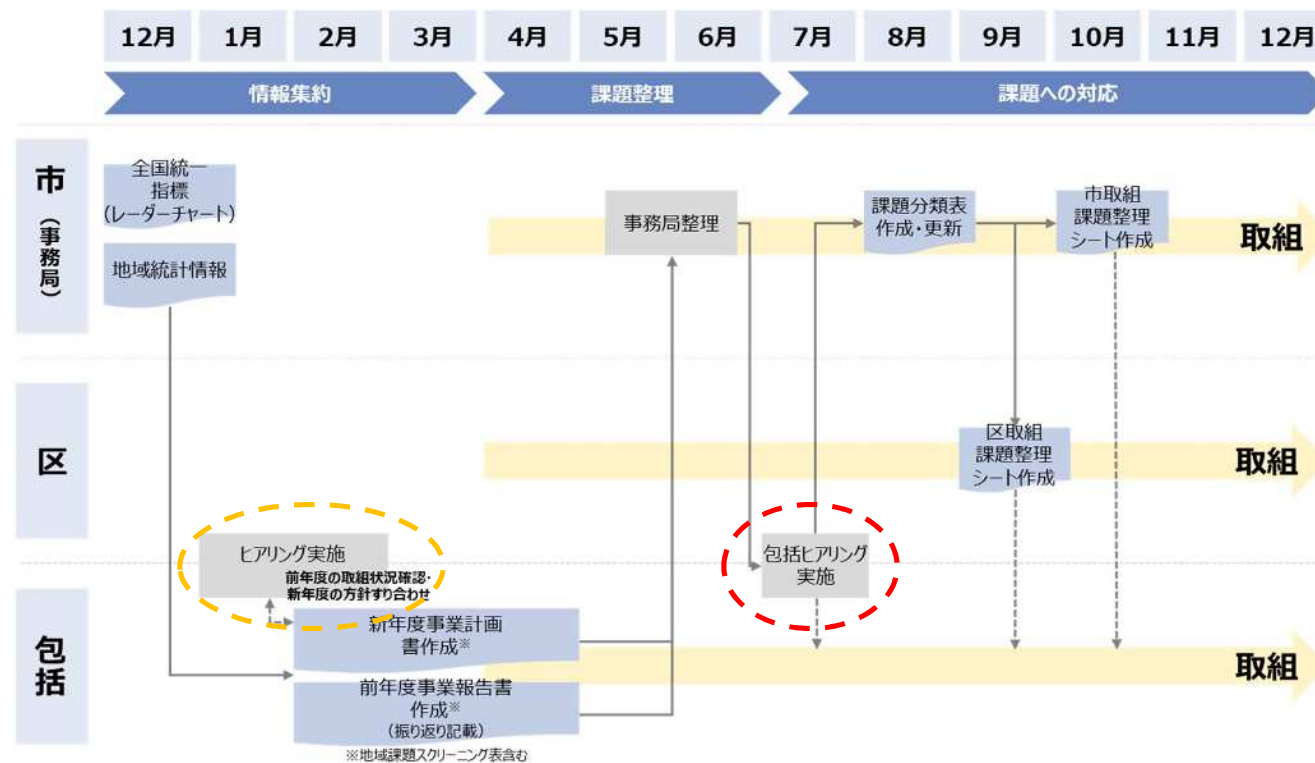 12月 1月 2月 3月 4月 5月 6月 7月 8月 9月 10月 11月 12月
情報集約 課題整理 課題への対応
市
(事務局)
全国統一
指標
(レーダーチャート)
地域統計情報
事務局整理
課題分類表
作成・更新
市取組
課題整理
シート作成
取組
区
区取組
課題整理
シート作成
取組
ヒアリング実施
前年度の取組状況確認・
新年度の方針すり合わせ
包括ヒアリング
実施
包括
新年度事業計画
書作成※
前年度事業報告書
作成※
(振り返り記載)
※地域課題スクリーニング表含む
取組